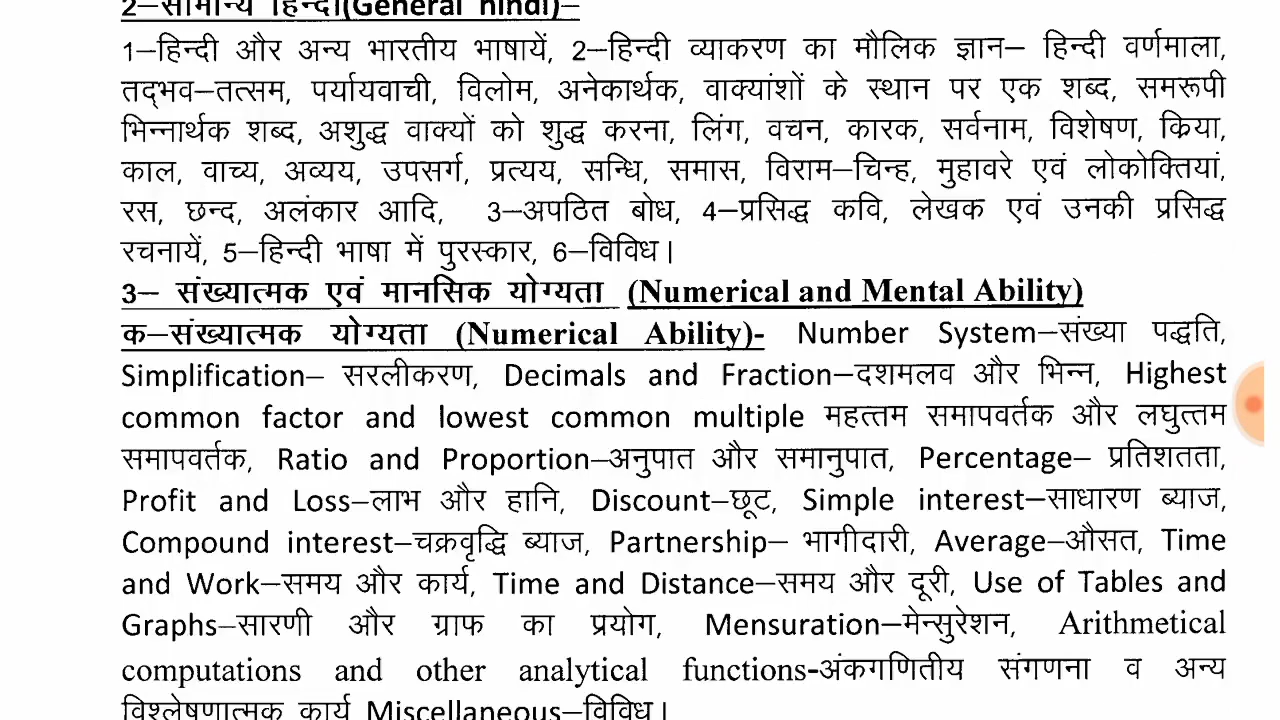 2–सामान्य हिन्दी(General hindi)–
1–हिन्दी और अन्य भारतीय भाषायें, 2–हिन्दी व्याकरण का मौलिक ज्ञान– हिन्दी वर्णमाला,
तद्भव–तत्सम, पर्यायवाची, विलोम, अनेकार्थक, वाक्यांशों के स्थान पर एक शब्द, समरूपी
भिन्नार्थक शब्द, अशुद्ध वाक्यों को शुद्ध करना, लिंग, वचन, कारक, सर्वनाम, विशेषण, क्रिया,
काल, वाच्य, अव्यय, उपसर्ग, प्रत्यय, सन्धि, समास, विराम–चिन्ह, मुहावरे एवं लोकोक्तियां,
रस, छन्द, अलंकार आदि, 3–अपठित बोध, 4–प्रसिद्ध कवि, लेखक एवं उनकी प्रसिद्ध
रचनायें, 5–हिन्दी भाषा में पुरस्कार, 6–विविध।
3– संख्यात्मक एवं मानसिक योग्यता (Numerical and Mental Ability)
क–संख्यात्मक योग्यता (Numerical Ability)- Number System–संख्या पद्धति,
Simplification– सरलीकरण, Decimals and Fraction–दशमलव और भिन्न, Highest
common factor and lowest common multiple महत्तम समापवर्तक और लघुत्तम
समापवर्तक, Ratio and Proportion–अनुपात और समानुपात, Percentage– प्रतिशतता,
Profit and Loss–लाभ और हानि, Discount–छूट, Simple interest–साधारण ब्याज,
Compound interest–चक्रवृद्धि ब्याज, Partnership– भागीदारी, Average–औसत, Time
and Work–समय और कार्य, Time and Distance–समय और दूरी, Use of Tables and
Graphs–सारणी और ग्राफ का प्रयोग, Mensuration–मेन्सुरेशन, Arithmetical
computations and other analytical functions-अंकगणितीय संगणना व अन्य
विश्लेषणात्मक कार्य Miscellaneous–विविध।